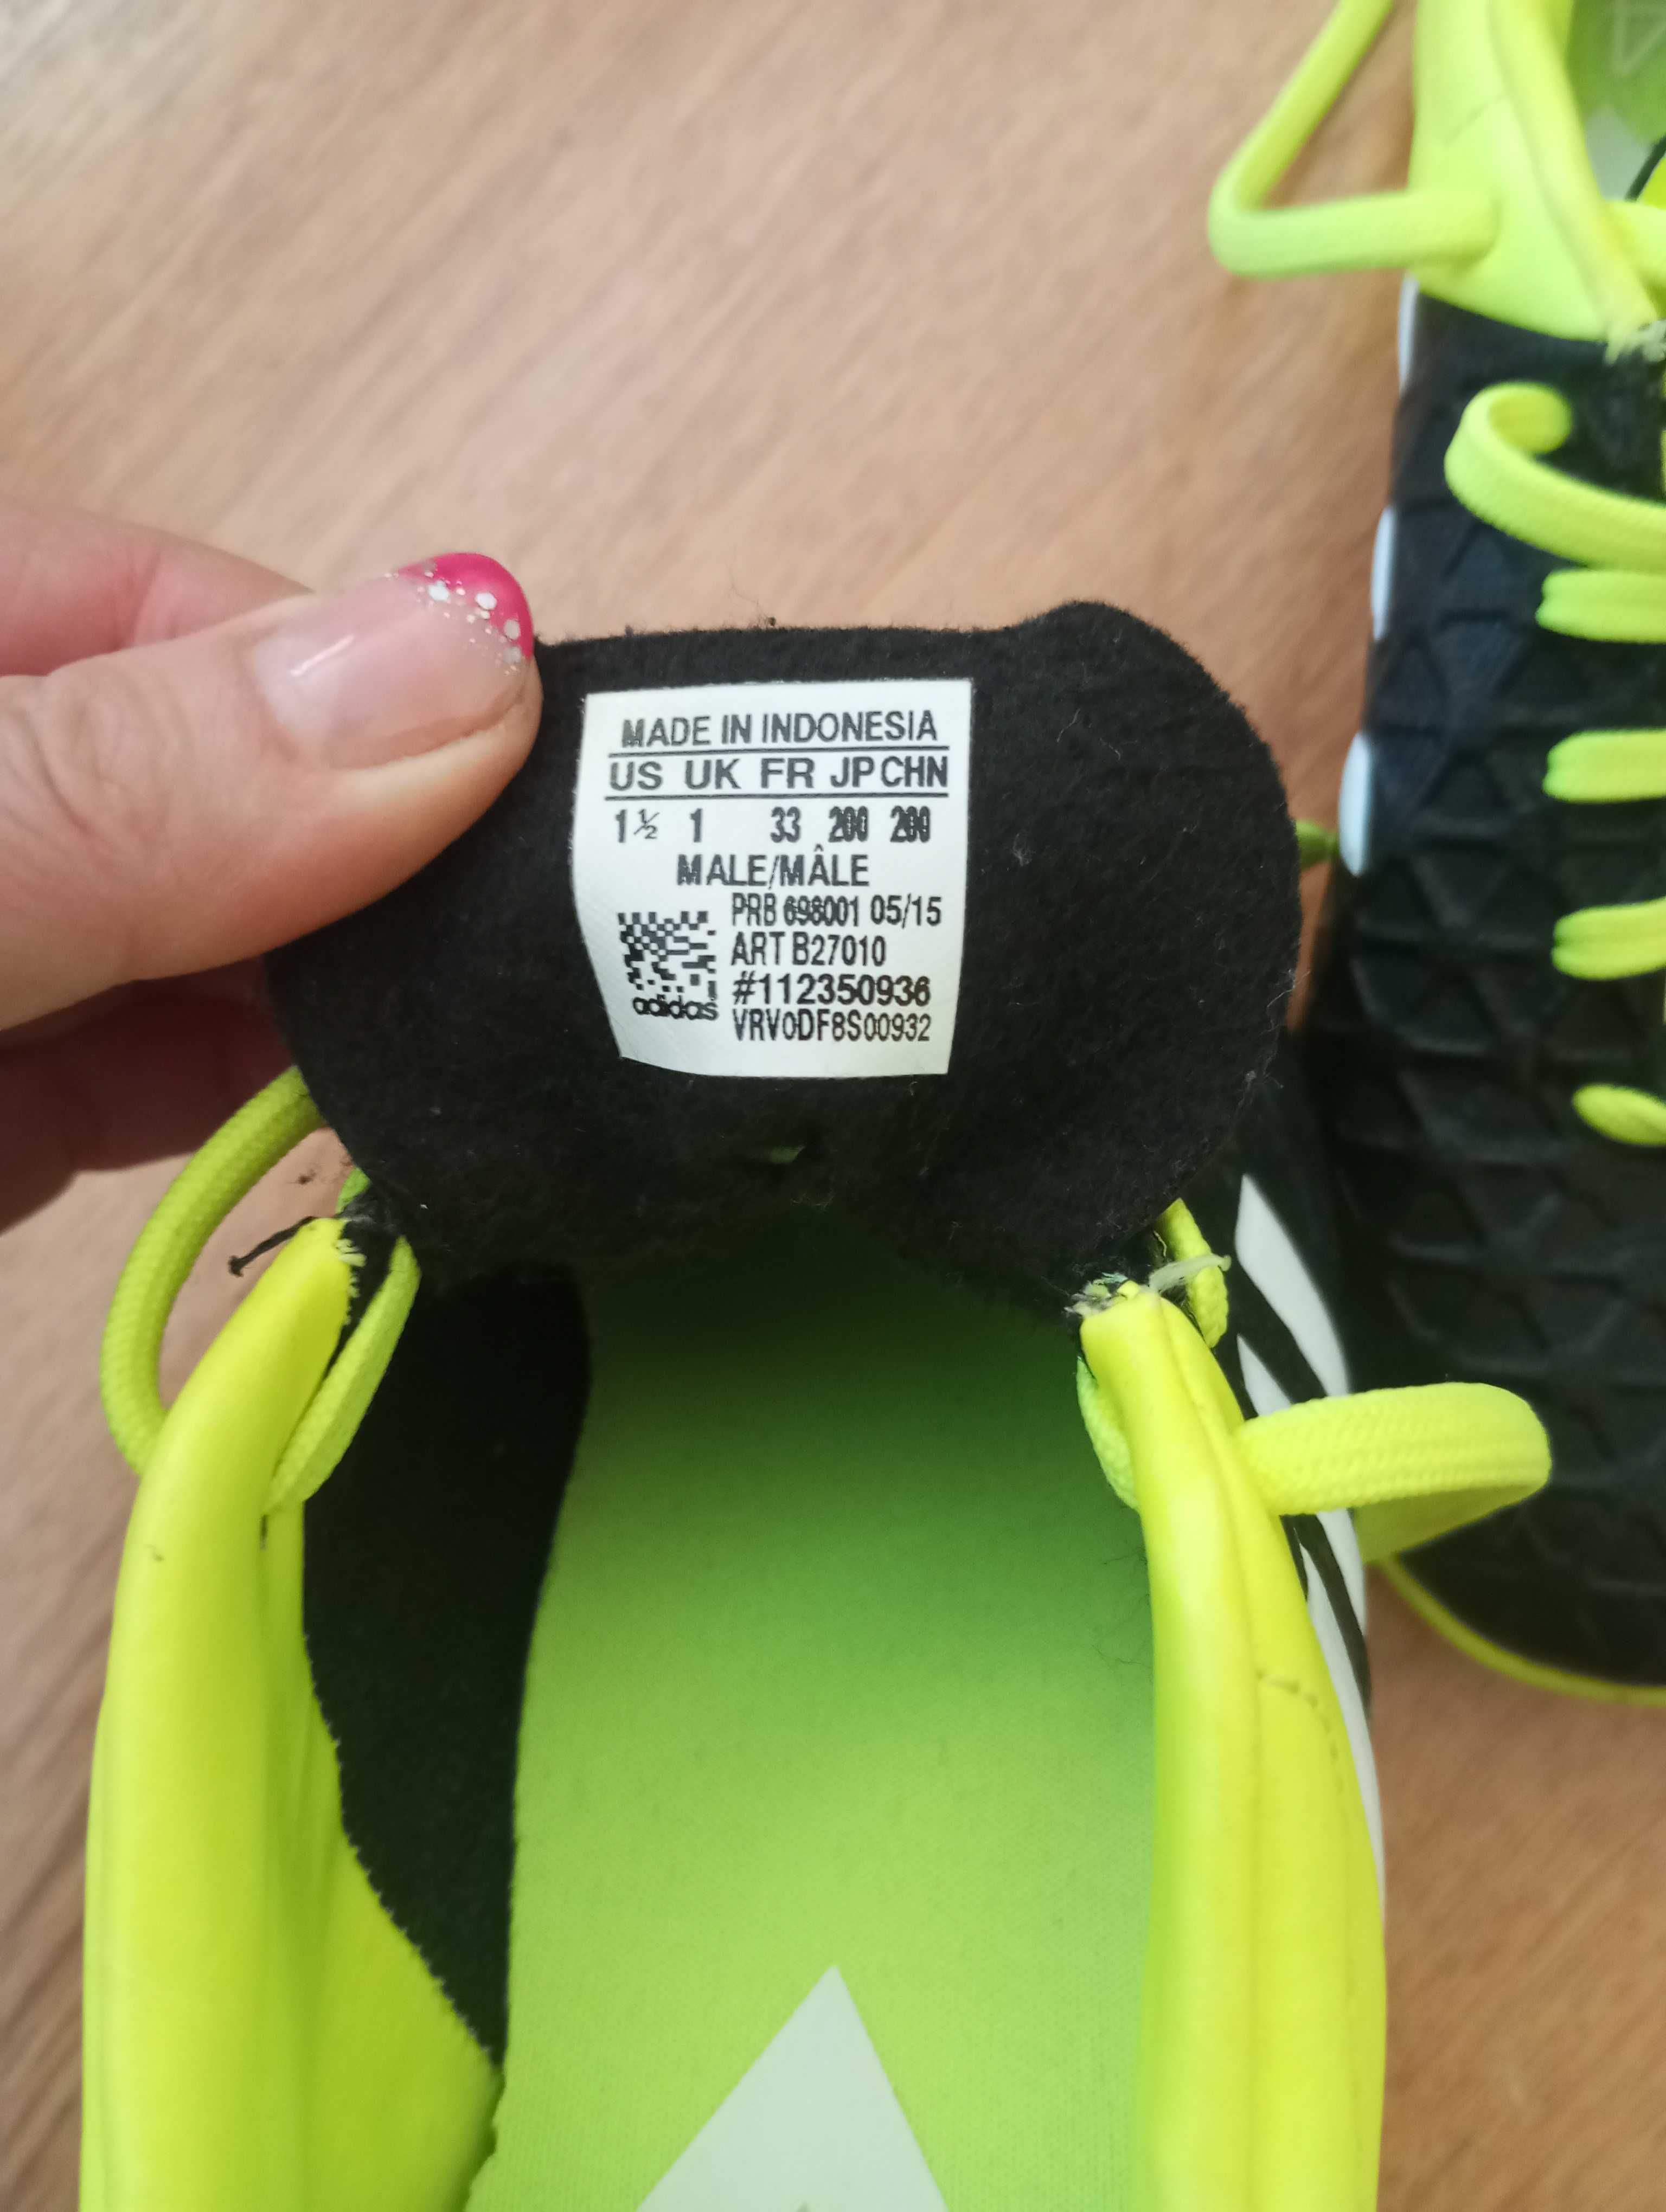 MADE IN INDONESIA
US UK FR JP CHN
1½ 1 33 200 200
MALE/MÂLE
PRB 698001 05/15
ART B27010
#112350936
adidas
VRV0DF8S00932